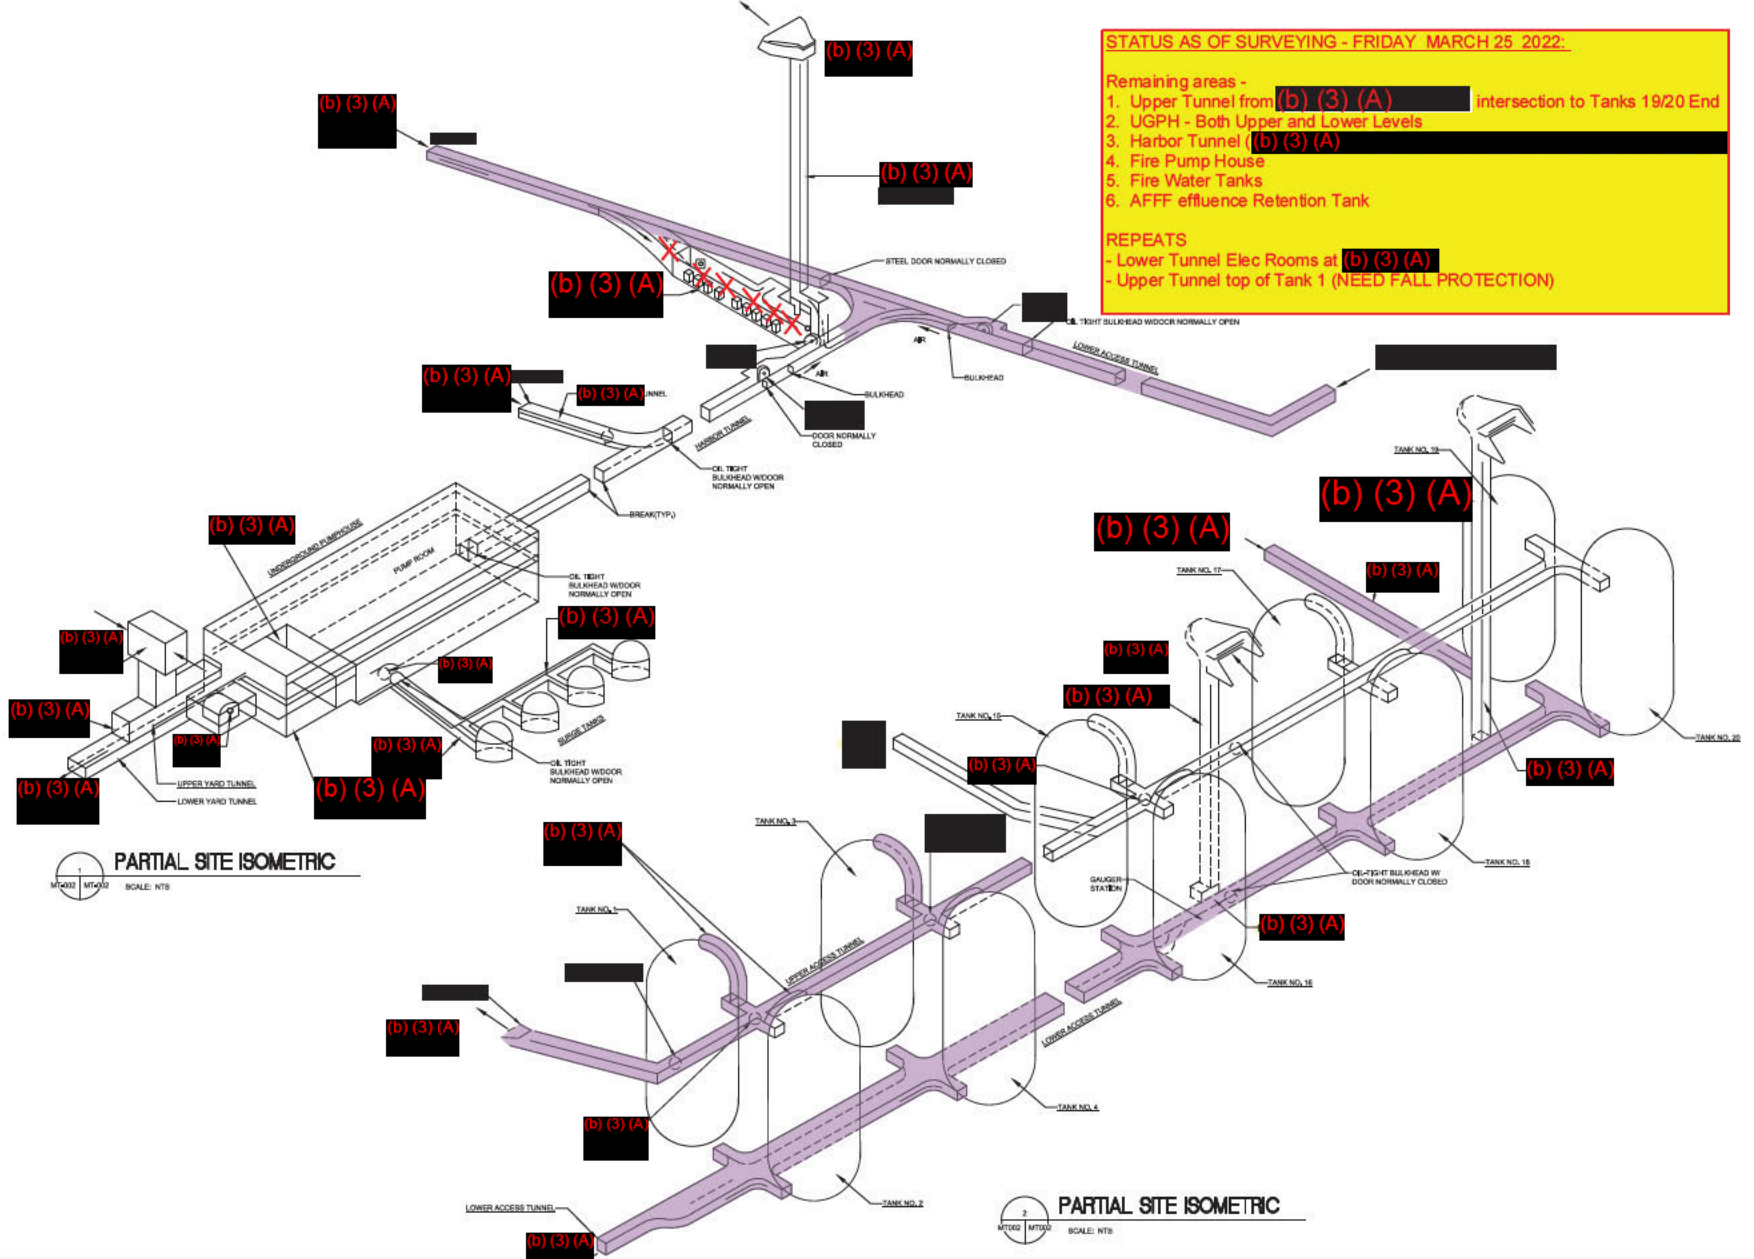 (b) (3) (A)
STATUS AS OF SURVEYING - FRIDAY MARCH 25 2022:
Remaining areas -
1. Upper Tunnel from (b) (3) (A) intersection to Tanks 19/20 End
2. UGPH - Both Upper and Lower Levels
3. Harbor Tunnel ( (b) (3) (A)
4. Fire Pump House
5. Fire Water Tanks
6. AFFF effluence Retention Tank
REPEATS
- Lower Tunnel Elec Rooms at (b) (3) (A)
- Upper Tunnel top of Tank 1 (NEED FALL PROTECTION)
(b) (3) (A)
(b) (3) (A)
STEEL DOOR NORMALLY CLOSED
(b) (3) (A)
OIL TIGHT BULKHEAD W/DOOR NORMALLY OPEN
AIR
LOWER ACCESS TUNNEL
AIR
BULKHEAD
BULKHEAD
(b) (3) (A)
(b) (3) (A)
UNNEL
HARBOR TUNNEL
DOOR NORMALLY
CLOSED
OIL TIGHT
BULKHEAD W/DOOR
NORMALLY OPEN
BREAK(TYP.)
(b) (3) (A)
UNDERGROUND PUMPHOUSE
PUMP ROOM
OIL TIGHT
BULKHEAD W/DOOR
NORMALLY OPEN
(b) (3) (A)
(b) (3) (A)
(b) (3) (A)
(b) (3) (A)
(b) (3) (A)
(b) (3) (A)
SURGE TANKS
OIL TIGHT
BULKHEAD W/DOOR
NORMALLY OPEN
(b) (3) (A)
(b) (3) (A)
UPPER YARD TUNNEL
LOWER YARD TUNNEL
1
MT-002 MT-002
PARTIAL SITE ISOMETRIC
SCALE: NTS
TANK NO. 19
(b) (3) (A)
(b) (3) (A)
TANK NO. 17
(b) (3) (A)
(b) (3) (A)
(b) (3) (A)
TANK NO. 15
(b) (3) (A)
TANK NO. 20
(b) (3) (A)
TANK NO. 18
OIL-TIGHT BULKHEAD W/
DOOR NORMALLY CLOSED
GAUGER
STATION
(b) (3) (A)
TANK NO. 16
TANK NO. 3
(b) (3) (A)
TANK NO. 1
UPPER ACCESS TUNNEL
(b) (3) (A)
LOWER ACCESS TUNNEL
TANK NO. 4
(b) (3) (A)
TANK NO. 2
LOWER ACCESS TUNNEL
(b) (3) (A)
2
MT002 MT002
PARTIAL SITE ISOMETRIC
SCALE: NTS